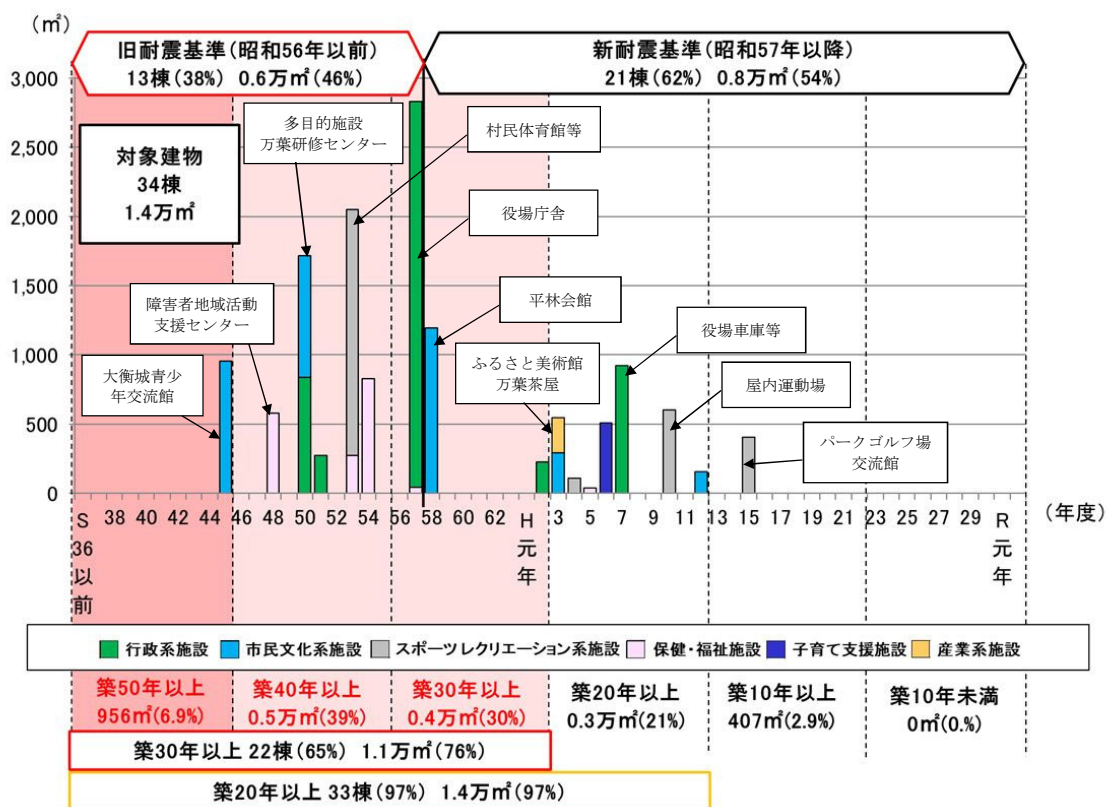 (㎡)
旧耐震基準(昭和56年以前)
13棟(38%) 0.6万㎡(46%)
新耐震基準(昭和57年以降)
21棟(62%) 0.8万㎡(54%)
3,000
2,500
2,000
1,500
1,000
500
0
対象建物
34棟
1.4万㎡
多目的施設
万葉研修センター
村民体育館等
役場庁舎
障害者地域活動
支援センター
平林会館
大衡城青少
年交流館
ふるさと美術館
万葉茶屋
役場車庫等
屋内運動場
パークゴルフ場
交流館
S36以前 38 40 42 44 46 48 50 52 54 56 58 60 62 H元年 3 5 7 9 11 13 15 17 19 21 23 25 27 29 R元年 (年度)
行政系施設 市民文化系施設 スポーツレクリエーション系施設 保健・福祉施設 子育て支援施設 産業系施設
築50年以上
956㎡(6.9%)
築40年以上
0.5万㎡(39%)
築30年以上
0.4万㎡(30%)
築20年以上
0.3万㎡(21%)
築10年以上
407㎡(2.9%)
築10年未満
0㎡(0.%)
築30年以上 22棟(65%) 1.1万㎡(76%)
築20年以上 33棟(97%) 1.4万㎡(97%)